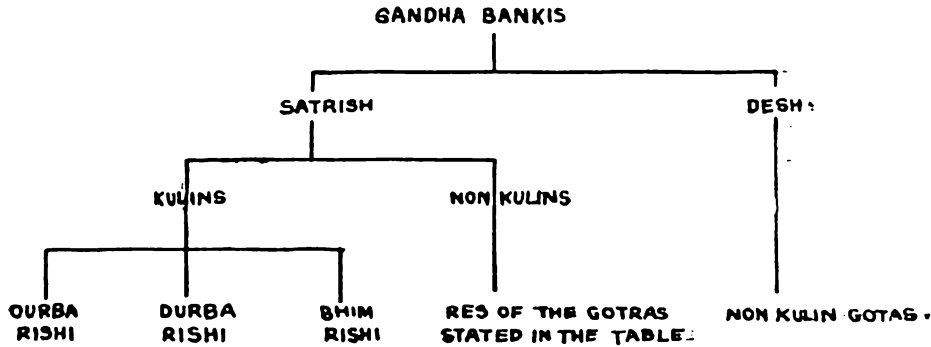 GANDHA BANKIS
SATRISH
DESH.
KULINS
NON KULINS
OURBA
RISHI
DURBA
RISHI
BHIM
RISHI
RES OF THE GOTRAS
STATED IN THE TABLE.
NON KULIN GOTAS.